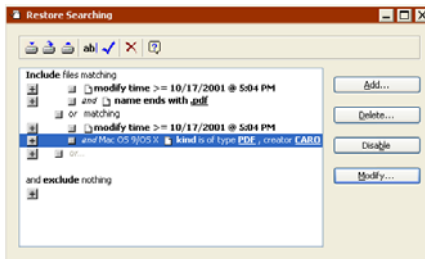 Restore Searching
ab|
Include files matching
modify time >= 10/17/2001 @ 5:04 PM
and name ends with .pdf
or matching
modify time >= 10/17/2001 @ 5:04 PM
and Mac OS 9/OS X kind is of type PDF , creator CARO
or...
and exclude nothing
Add...
Delete...
Disable
Modify...